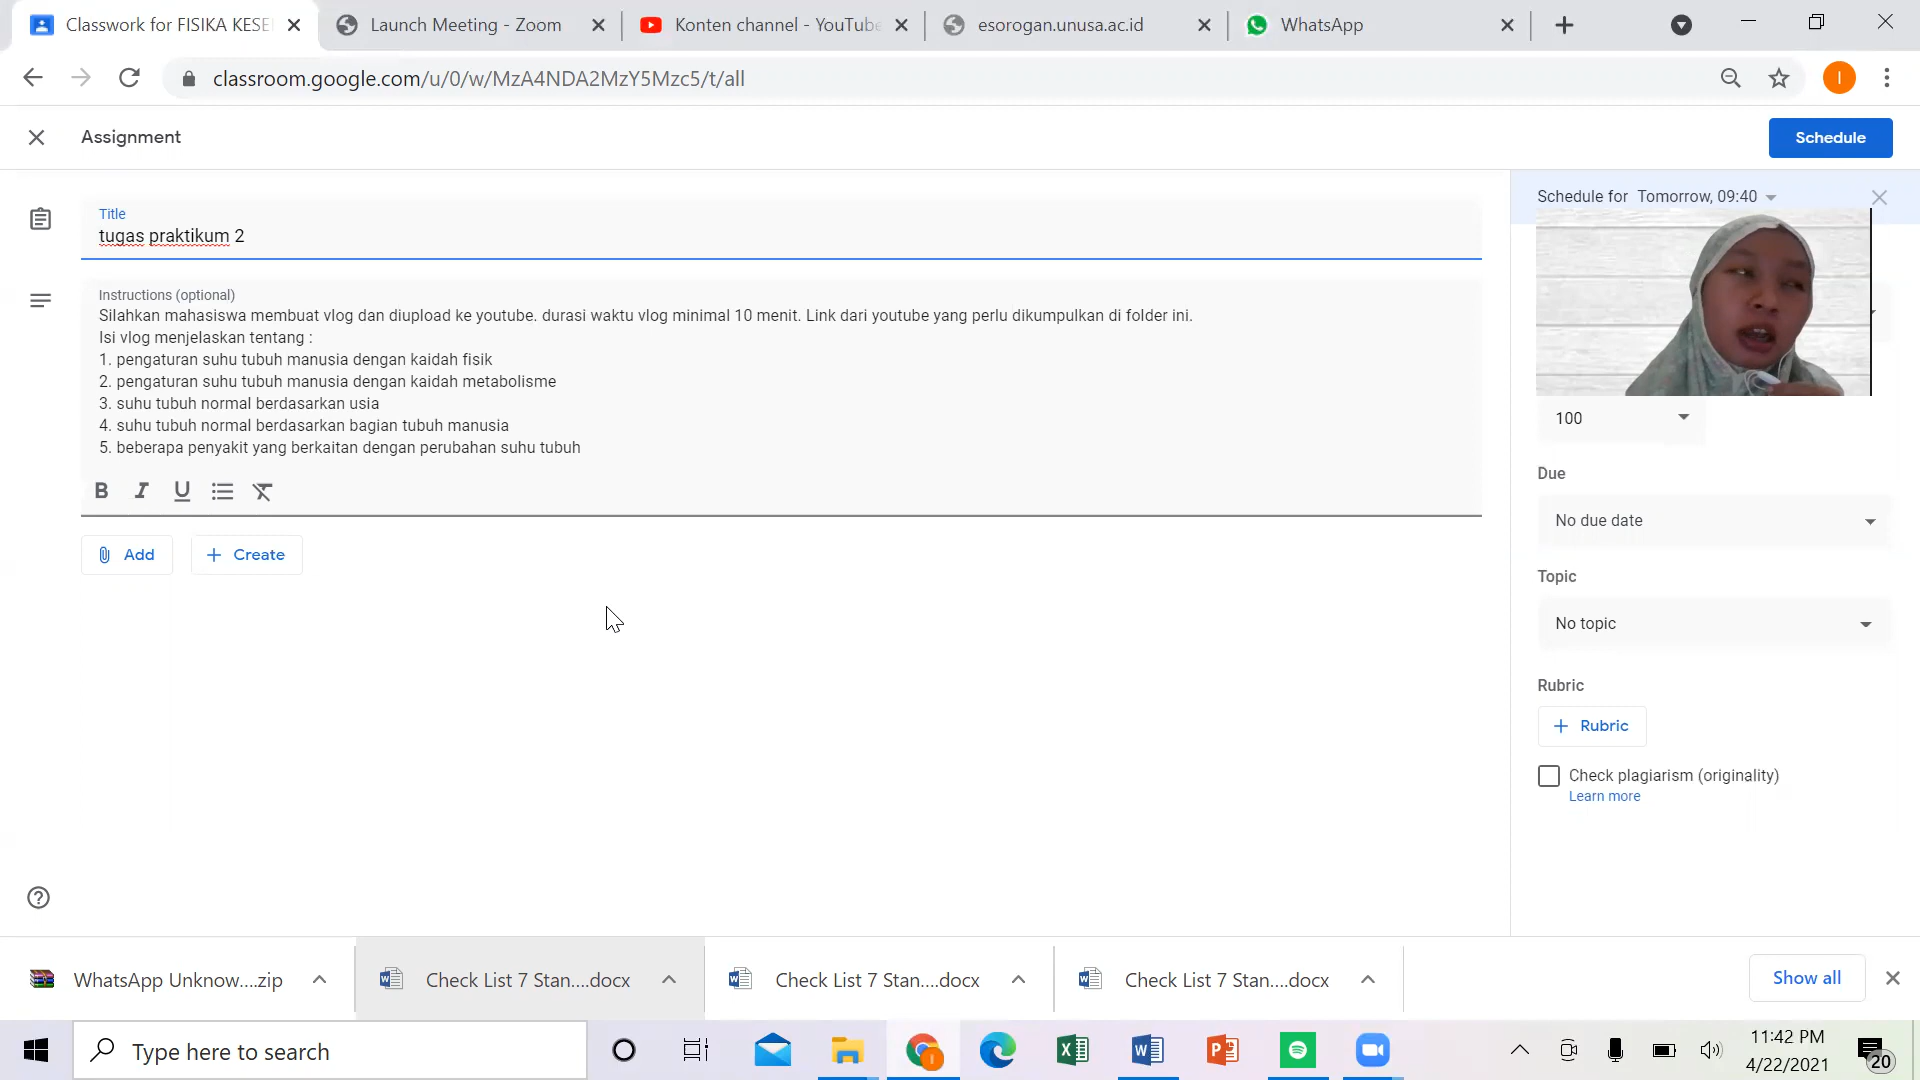 Classwork for FISIKA KESE
Launch Meeting - Zoom
Konten channel - YouTube
esorogan.unusa.ac.id
WhatsApp
classroom.google.com/u/0/w/MzA4NDA2MzY5Mzc5/t/all
I
Assignment
Schedule
Schedule for Tomorrow, 09:40
Title
tugas praktikum 2
Instructions (optional)
Silahkan mahasiswa membuat vlog dan diupload ke youtube. durasi waktu vlog minimal 10 menit. Link dari youtube yang perlu dikumpulkan di folder ini.
Isi vlog menjelaskan tentang :
1. pengaturan suhu tubuh manusia dengan kaidah fisik
2. pengaturan suhu tubuh manusia dengan kaidah metabolisme
3. suhu tubuh normal berdasarkan usia
4. suhu tubuh normal berdasarkan bagian tubuh manusia
5. beberapa penyakit yang berkaitan dengan perubahan suhu tubuh
B I U
Add
Create
100
Due
No due date
Topic
No topic
Rubric
Rubric
Check plagiarism (originality)
Learn more
WhatsApp Unknow....zip
Check List 7 Stan....docx
Check List 7 Stan....docx
Check List 7 Stan....docx
Show all
Type here to search
11:42 PM
4/22/2021
20